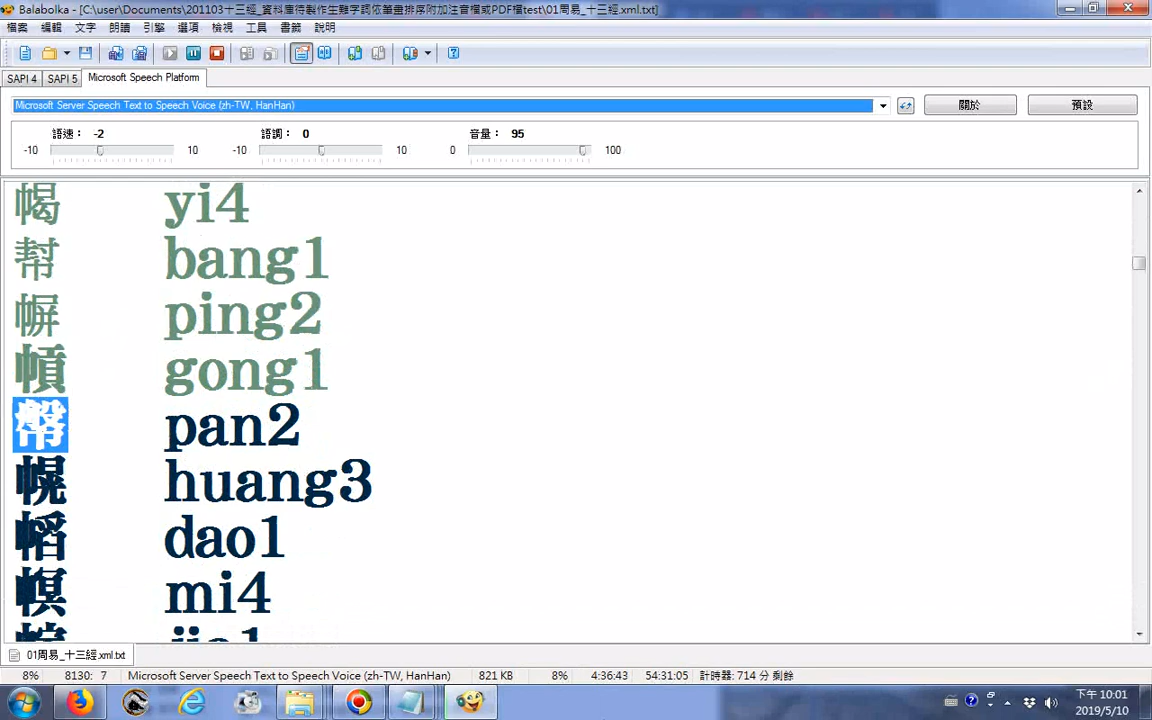 Balabolka - [C:\user\Documents\201103十三經_資料庫待製作生難字詞依筆畫排序附加注音檔或PDF檔test\01周易_十三經.xml.txt]
檔案 編輯 文字 朗讀 引擎 選項 檢視 工具 書籤 說明
SAPI 4 SAPI 5 Microsoft Speech Platform
Microsoft Server Speech Text to Speech Voice (zh-TW, HanHan) 關於 預設
語速： -2 語調： 0 音量： 95
-10 10 -10 10 0 100
幆 yi4
幇 bang1
帡 ping2
幊 gong1
幋 pan2
幌 huang3
幍 dao1
幎 mi4
01周易_十三經.xml.txt
8% 8130: 7 Microsoft Server Speech Text to Speech Voice (zh-TW, HanHan) 821 KB 8% 4:36:43 54:31:05 計時器: 714 分 剩餘
下午 10:01
2019/5/10